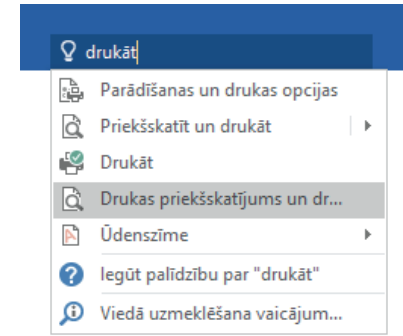 drukāt
Parādīšanas un drukas opcijas
Priekšskatīt un drukāt
Drukāt
Drukas priekšskatījums un dr...
Ūdenszīme
Iegūt palīdzību par "drukāt"
Viedā uzmeklēšana vaicājum...